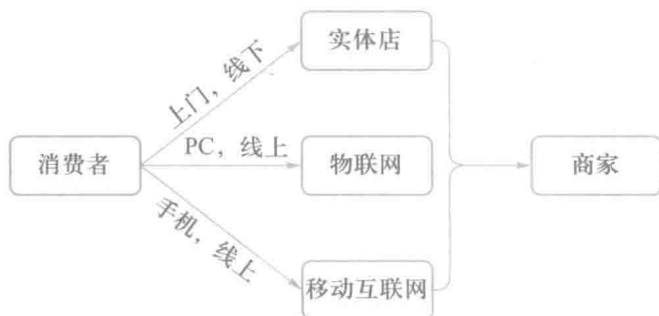 实体店
上门，线下
消费者
PC，线上
物联网
商家
手机，线上
移动互联网